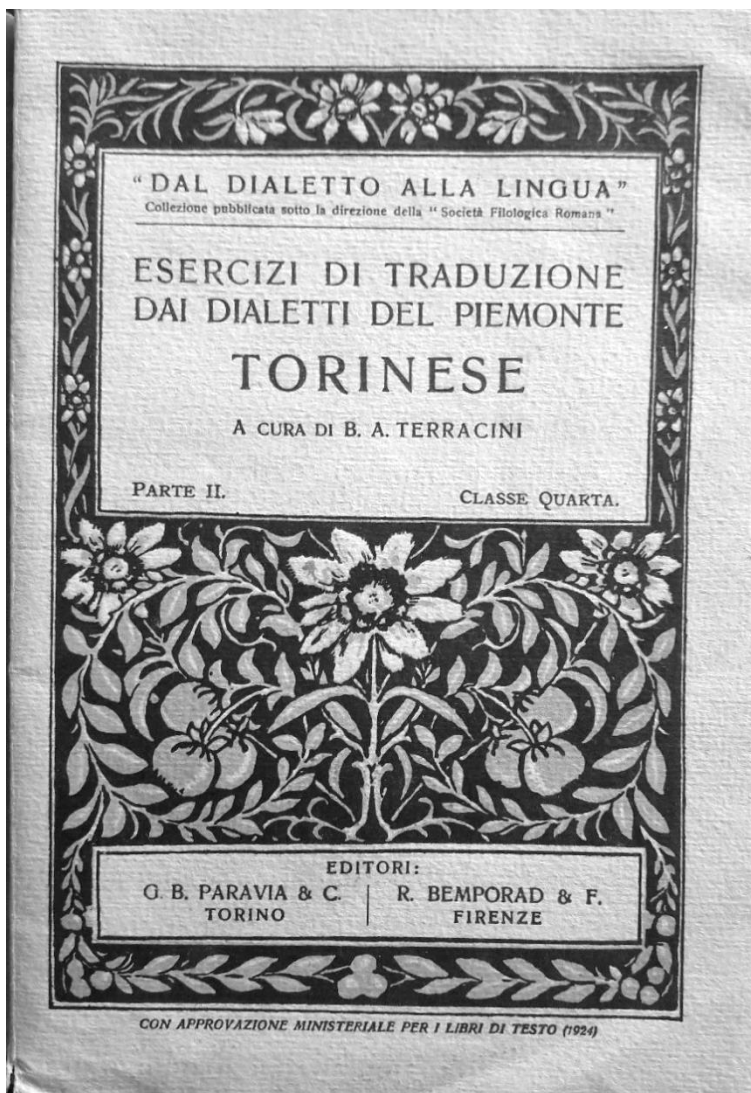 “DAL DIALETTO ALLA LINGUA”
Collezione pubblicata sotto la direzione della “Società Filologica Romana”
ESERCIZI DI TRADUZIONE
DAI DIALETTI DEL PIEMONTE
TORINESE
A CURA DI B. A. TERRACINI
PARTE II.
CLASSE QUARTA.
EDITORI:
G. B. PARAVIA & C.
TORINO
R. BEMPORAD & F.
FIRENZE
CON APPROVAZIONE MINISTERIALE PER I LIBRI DI TESTO (1924)